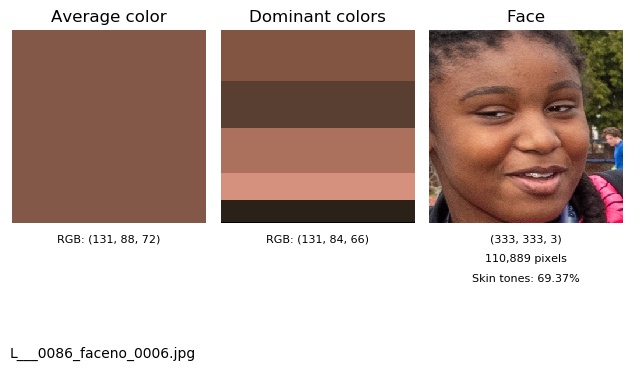 Average color
Dominant colors
Face
RGB: (131, 88, 72)
RGB: (131, 84, 66)
(333, 333, 3)
110,889 pixels
Skin tones: 69.37%
L___0086_faceno_0006.jpg